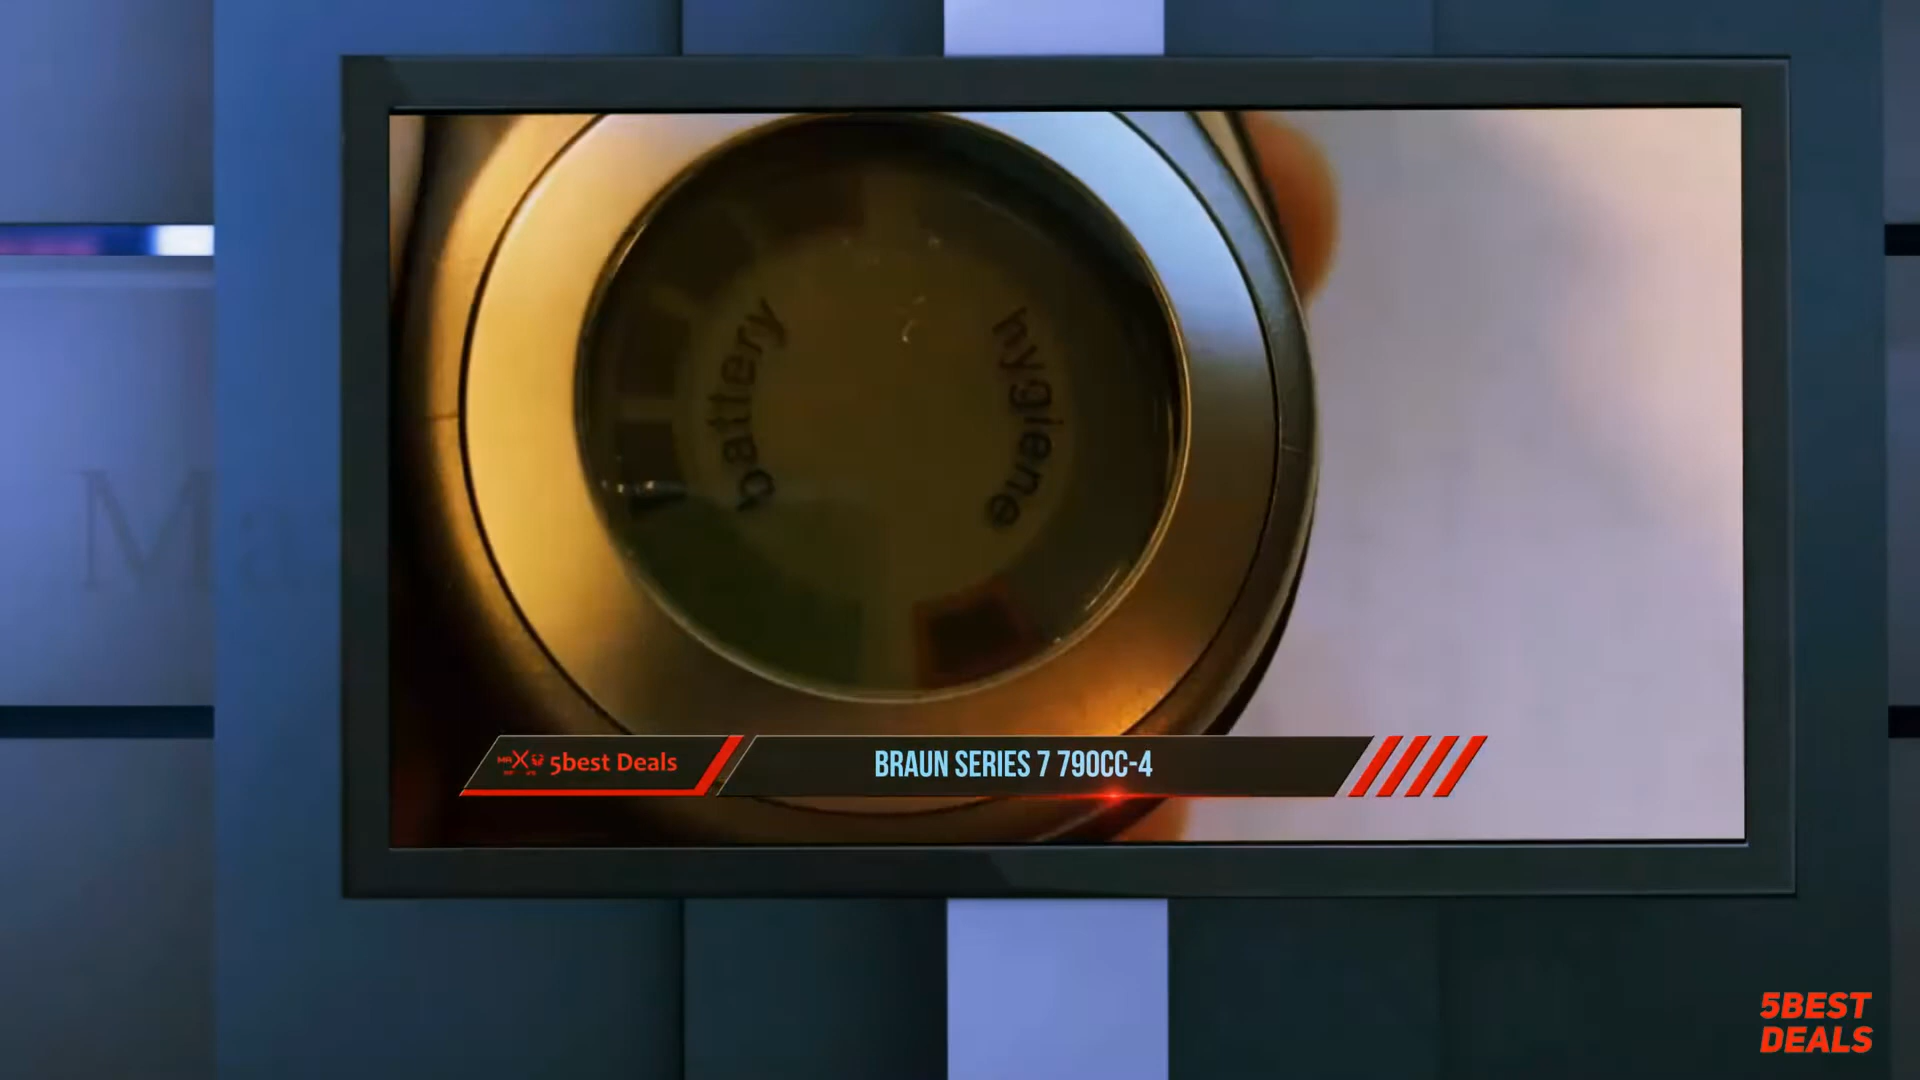 battery
hygiene
5best Deals
BRAUN SERIES 7 790CC-4
5BEST
DEALS